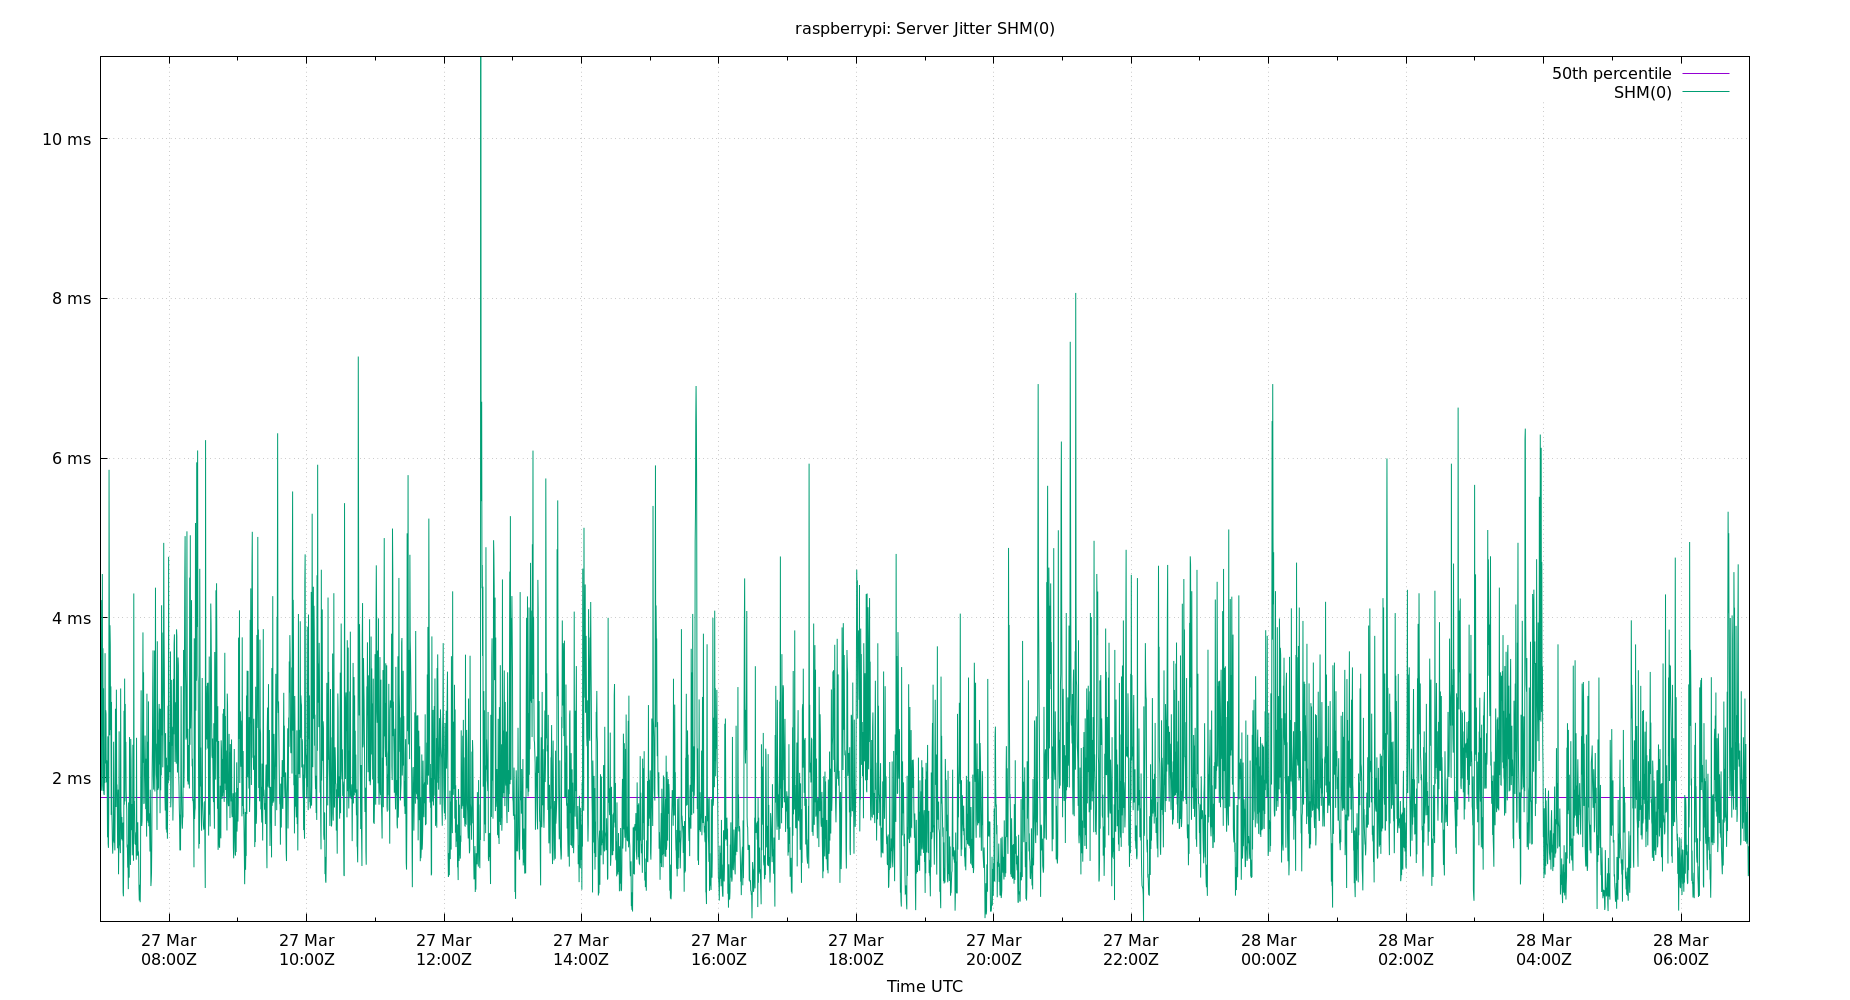 raspberrypi: Server Jitter SHM(0)
50th percentile
SHM(0)
10 ms
8 ms
6 ms
4 ms
2 ms
27 Mar 27 Mar 27 Mar 27 Mar 27 Mar 27 Mar 27 Mar 27 Mar 28 Mar 28 Mar 28 Mar 28 Mar
08:00Z 10:00Z 12:00Z 14:00Z 16:00Z 18:00Z 20:00Z 22:00Z 00:00Z 02:00Z 04:00Z 06:00Z
Time UTC